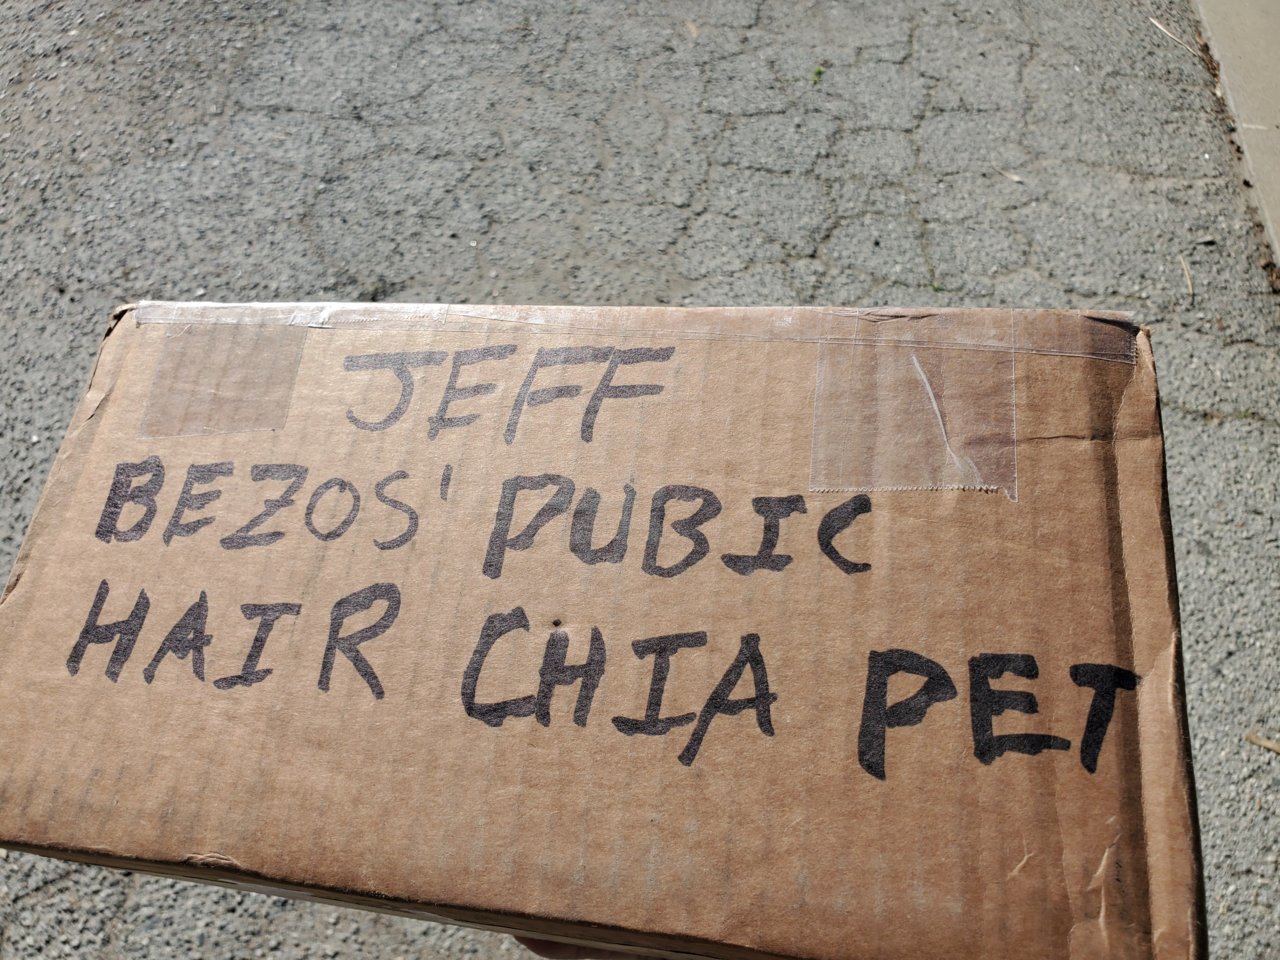 JEFF
BEZOS' PUBIC
HAIR CHIA PET